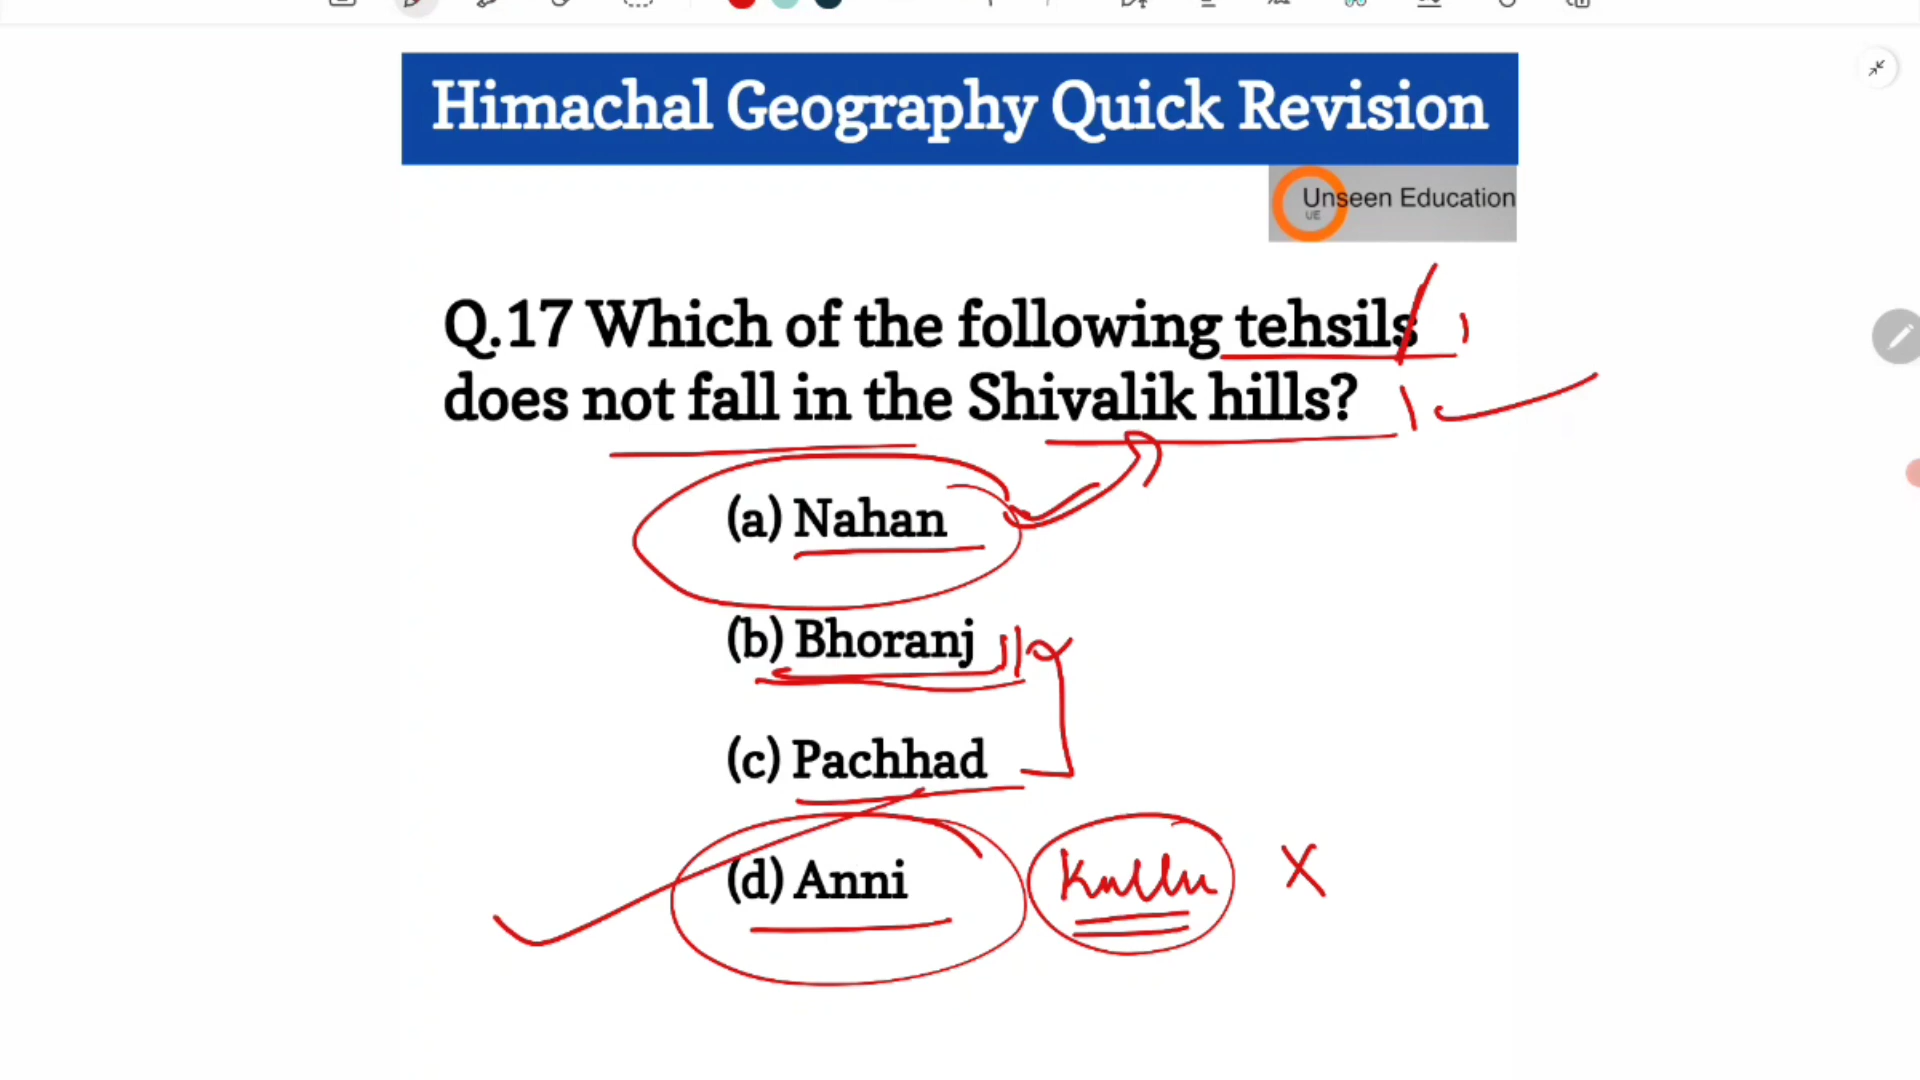 Himachal Geography Quick Revision
Unseen Education
UE
Q.17 Which of the following tehsils
does not fall in the Shivalik hills?
(a) Nahan
(b) Bhoranj
(c) Pachhad
(d) Anni Kullu X